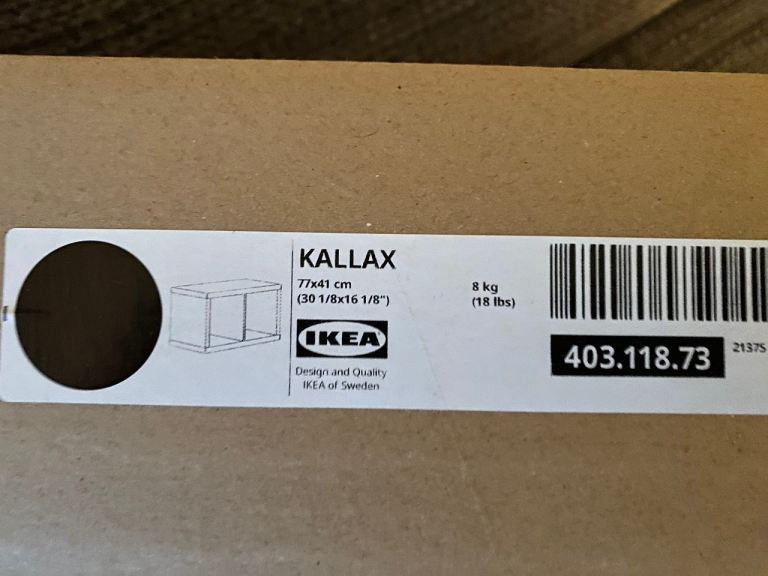 KALLAX
77x41 cm
(30 1/8x16 1/8")
8 kg
(18 lbs)
IKEA
Design and Quality
IKEA of Sweden
403.118.73
21375